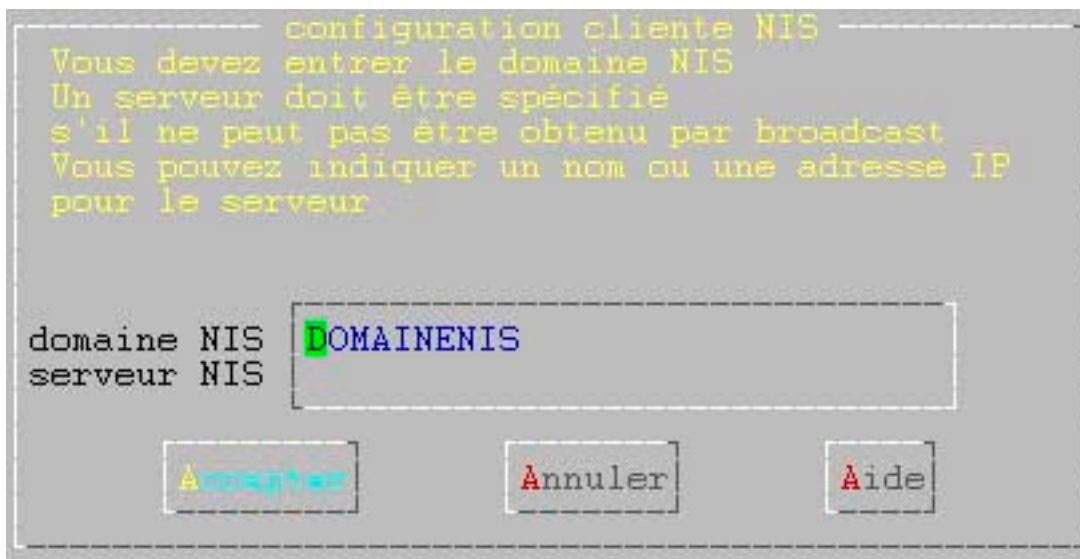 configuration cliente NIS
Vous devez entrer le domaine NIS
Un serveur doit être spécifié
s'il ne peut pas être obtenu par broadcast
Vous pouvez indiquer un nom ou une adresse IP
pour le serveur
domaine NIS DOMAINENIS
serveur NIS
Accepter Annuler Aide